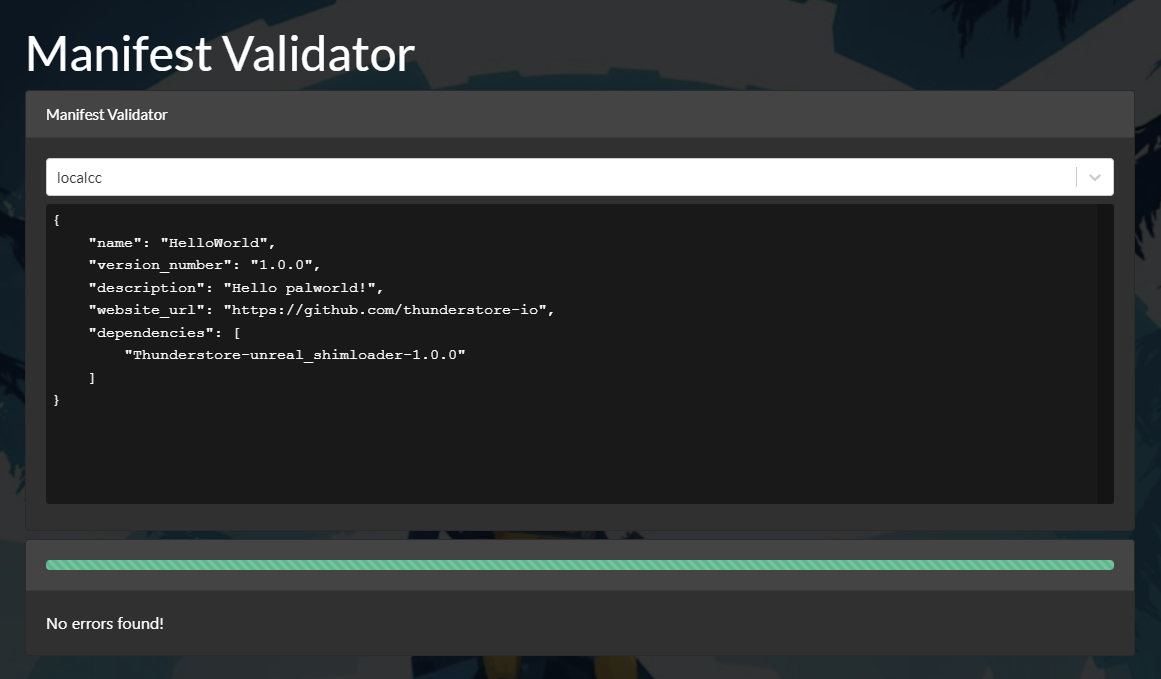 Manifest Validator
Manifest Validator
localcc
{
    "name": "HelloWorld",
    "version_number": "1.0.0",
    "description": "Hello palworld!",
    "website_url": "https://github.com/thunderstore-io",
    "dependencies": [
        "Thunderstore-unreal_shimloader-1.0.0"
    ]
}
No errors found!